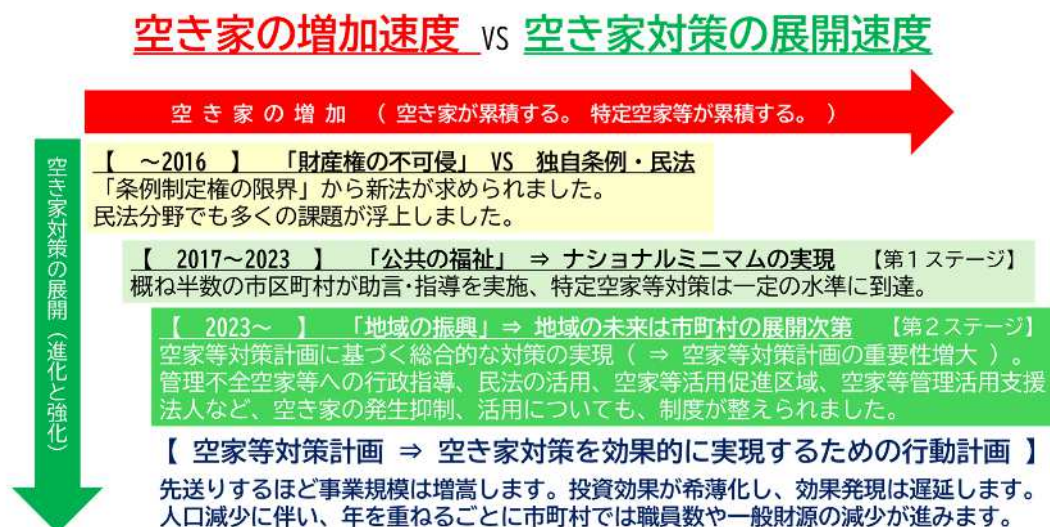 空き家の増加速度 VS 空き家対策の展開速度
空き家の増加 （ 空き家が累積する。 特定空家等が累積する。 ）
空き家対策の展開（進化と強化）
【 ～2016 】 「財産権の不可侵」 VS 独自条例・民法
「条例制定権の限界」から新法が求められました。
民法分野でも多くの課題が浮上しました。
【 2017～2023 】 「公共の福祉」 ⇒ ナショナルミニマムの実現 【第１ステージ】
概ね半数の市区町村が助言・指導を実施、特定空家等対策は一定の水準に到達。
【 2023～ 】 「地域の振興」⇒ 地域の未来は市町村の展開次第 【第２ステージ】
空家等対策計画に基づく総合的な対策の実現（ ⇒ 空家等対策計画の重要性増大 ）。
管理不全空家等への行政指導、民法の活用、空家等活用促進区域、空家等管理活用支援
法人など、空き家の発生抑制、活用についても、制度が整えられました。
【 空家等対策計画 ⇒ 空き家対策を効果的に実現するための行動計画 】
先送りするほど事業規模は増嵩します。投資効果が希薄化し、効果発現は遅延します。
人口減少に伴い、年を重ねるごとに市町村では職員数や一般財源の減少が進みます。